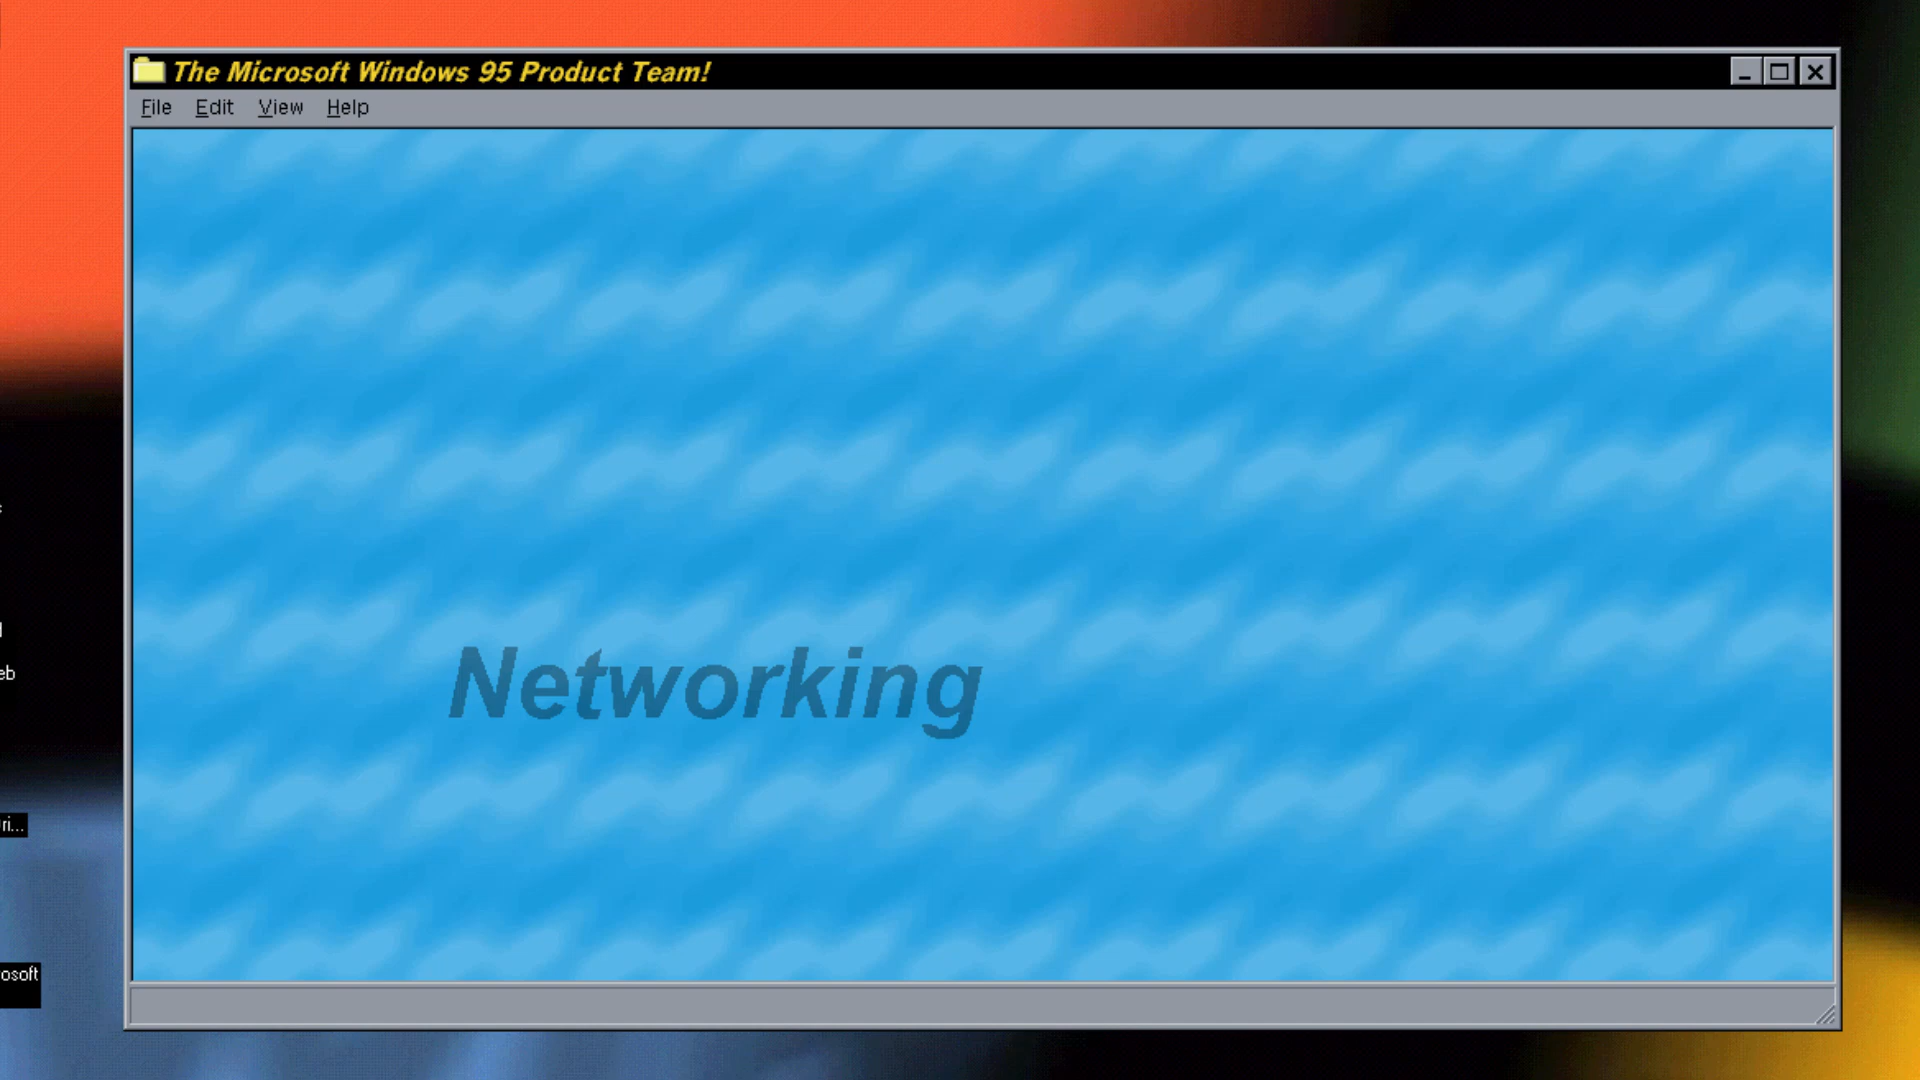 The Microsoft Windows 95 Product Team!
File Edit View Help
Networking
eb
ri...
osoft